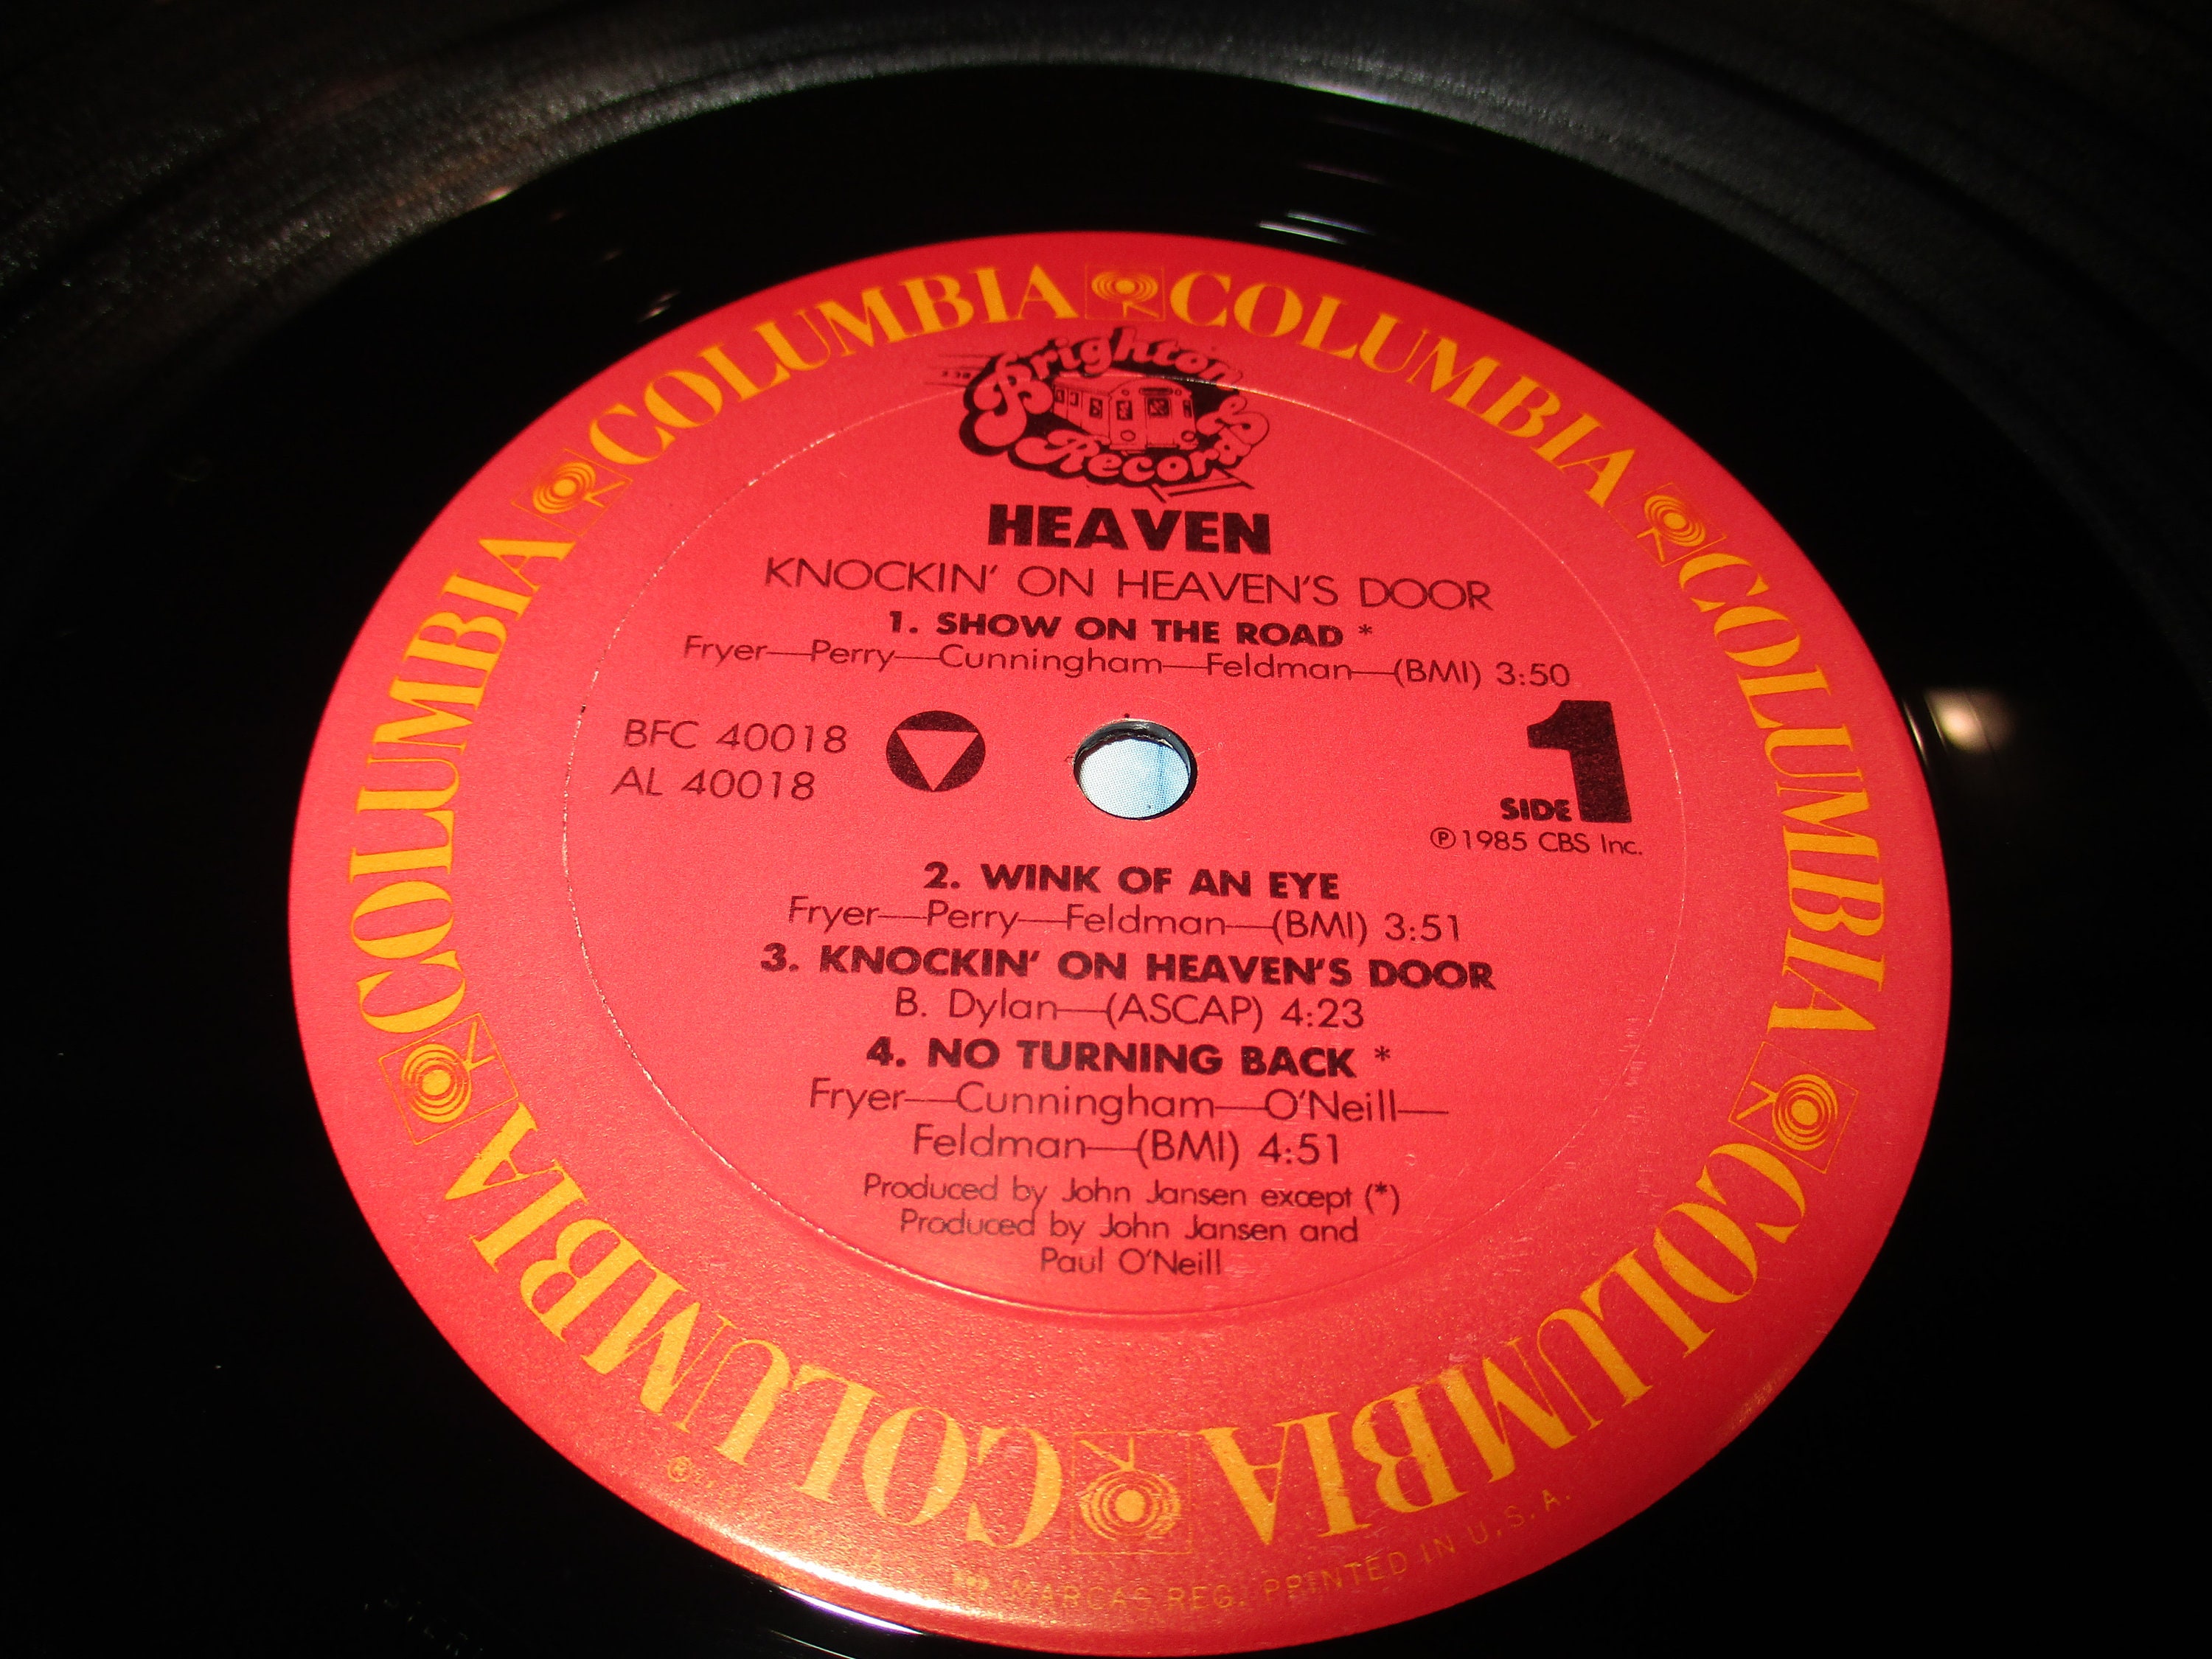 COLUMBIA COLUMBIA COLUMBIA COLUMBIA COLUMBIA COLUMBIA
Brighton
Records
HEAVEN
KNOCKIN' ON HEAVEN'S DOOR
1. SHOW ON THE ROAD *
Fryer—Perry—Cunningham—Feldman—(BMI) 3:50
BFC 40018
AL 40018
SIDE 1
Ⓟ1985 CBS Inc.
2. WINK OF AN EYE
Fryer—Perry—Feldman—(BMI) 3:51
3. KNOCKIN' ON HEAVEN'S DOOR
B. Dylan—(ASCAP) 4:23
4. NO TURNING BACK *
Fryer—Cunningham—O'Neill—
Feldman—(BMI) 4:51
Produced by John Jansen except (*)
Produced by John Jansen and
Paul O'Neill
MARCAS REG. PRINTED IN U.S.A.